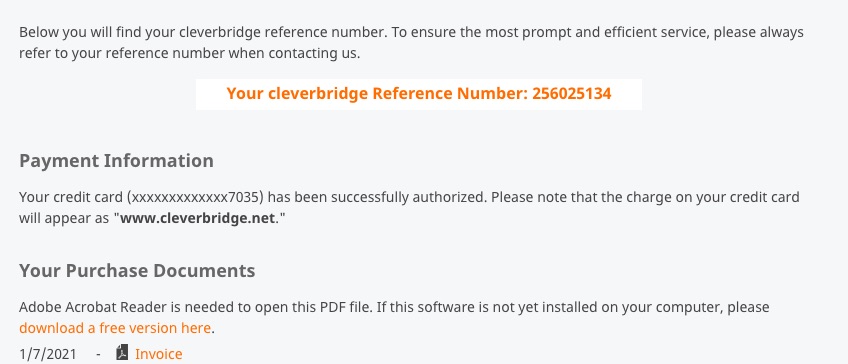 Below you will find your cleverbridge reference number. To ensure the most prompt and efficient service, please always
refer to your reference number when contacting us.
Your cleverbridge Reference Number: 256025134
Payment Information
Your credit card (xxxxxxxxxxxxx7035) has been successfully authorized. Please note that the charge on your credit card
will appear as "www.cleverbridge.net."
Your Purchase Documents
Adobe Acrobat Reader is needed to open this PDF file. If this software is not yet installed on your computer, please
download a free version here.
1/7/2021 - Invoice